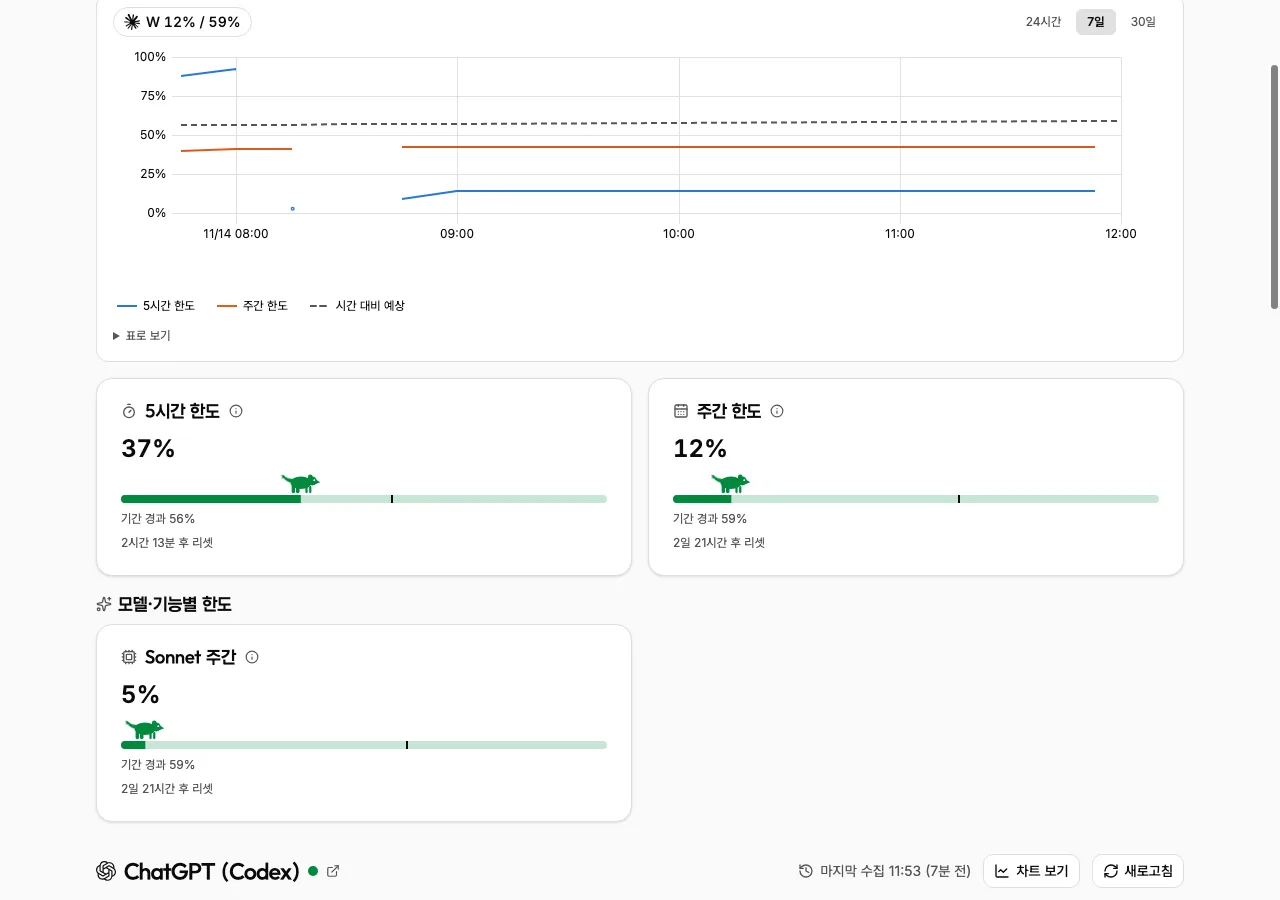 W 12% / 59%
24시간 7일 30일
100%
75%
50%
25%
0%
11/14 08:00 09:00 10:00 11:00 12:00
5시간 한도 주간 한도 시간 대비 예상
표로 보기
5시간 한도
37%
기간 경과 56%
2시간 13분 후 리셋
주간 한도
12%
기간 경과 59%
2일 21시간 후 리셋
모델·기능별 한도
Sonnet 주간
5%
기간 경과 59%
2일 21시간 후 리셋
ChatGPT (Codex)
마지막 수집 11:53 (7분 전) 차트 보기 새로고침